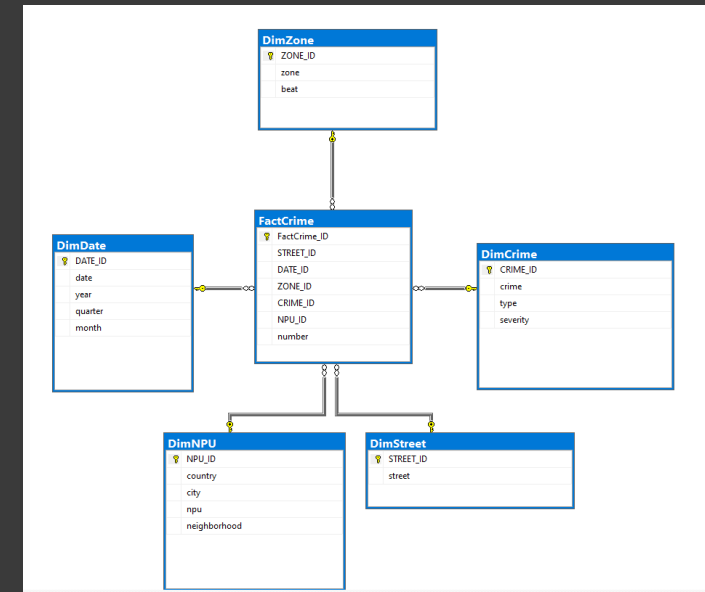 DimZone
ZONE_ID
zone
beat
FactCrime
FactCrime_ID
STREET_ID
DATE_ID
ZONE_ID
CRIME_ID
NPU_ID
number
DimDate
DATE_ID
date
year
quarter
month
DimCrime
CRIME_ID
crime
type
severity
DimNPU
NPU_ID
country
city
npu
neighborhood
DimStreet
STREET_ID
street